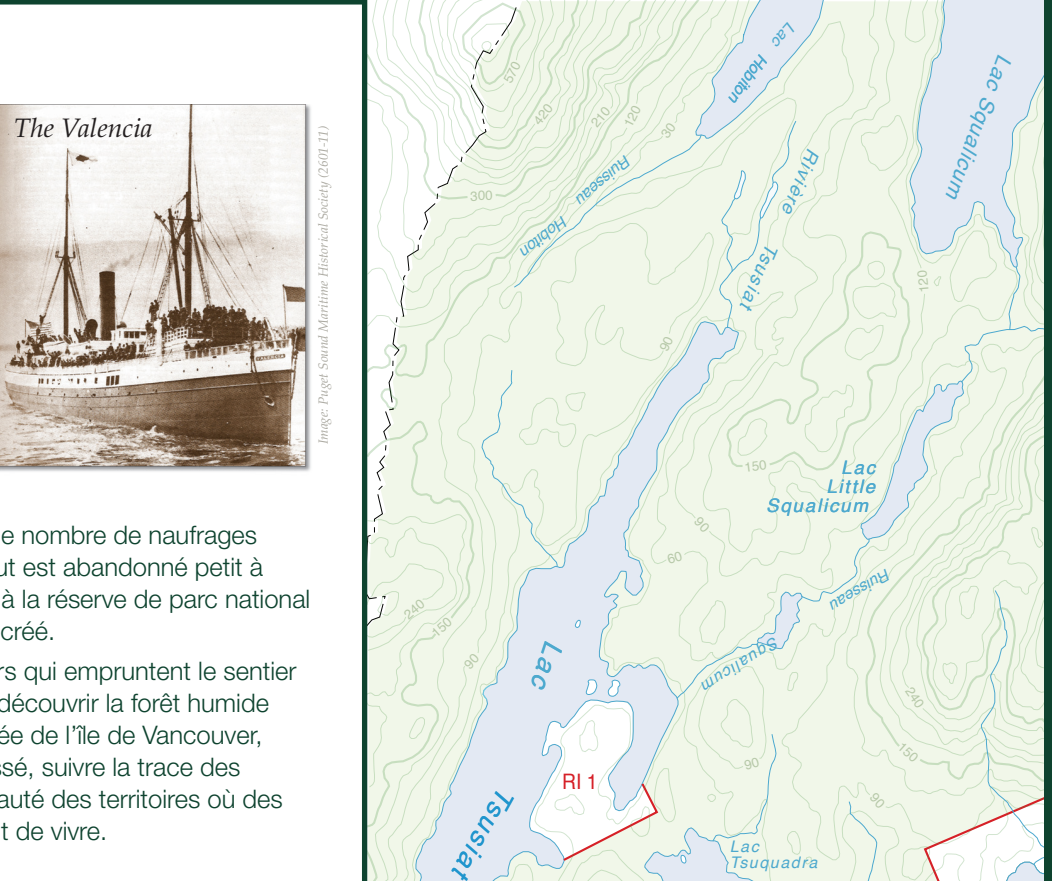 The Valencia
Image: Puget Sound Maritime Historical Society (2601-11)
VALENCIA
e nombre de naufrages
ut est abandonné petit à
à la réserve de parc national
créé.
rs qui empruntent le sentier
découvrir la forêt humide
ée de l'île de Vancouver,
ssé, suivre la trace des
auté des territoires où des
t de vivre.
Lac Hobiton
Lac Squalicum
570
420
210
120
30
Ruisseau
Hobiton
300
Rivière
Tsusiat
120
90
150
Lac
Little
Squalicum
90
60
Ruisseau
Squalicum
240
150
90
Lac
Tsusiat
RI 1
240
150
90
90
Lac
Tsuquadra